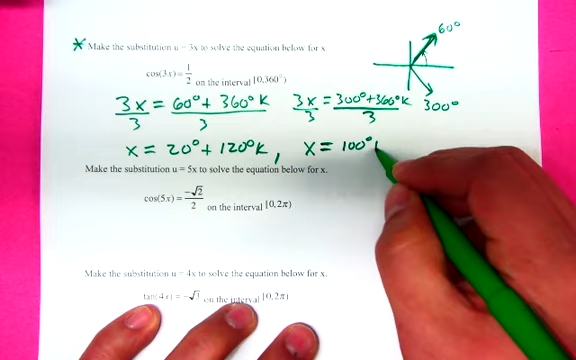 * Make the substitution u = 3x to solve the equation below for x
60°
cos(3x) = 1/2 on the interval [0,360°)
3x/3 = 60° + 360°k/3   3x/3 = 300° + 360°k/3
300°
x = 20° + 120°k,   x = 100°
Make the substitution u = 5x to solve the equation below for x.
cos(5x) = -√2/2 on the interval [0,2π)
Make the substitution u = 4x to solve the equation below for x.
tan(4x) = -√3 on the interval [0,2π)